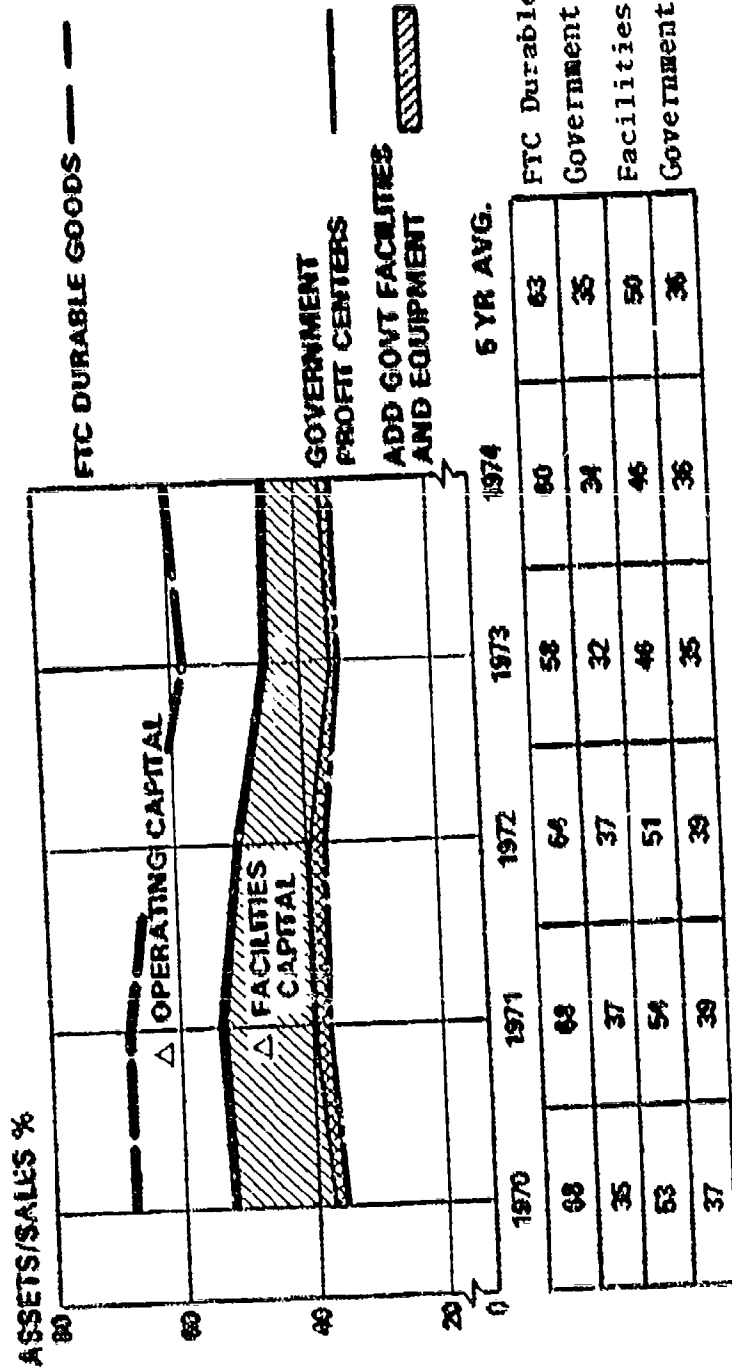 ASSETS/SALES %
80
60
40
20
0
FTC DURABLE GOODS
△ OPERATING CAPITAL
△ FACILITIES
CAPITAL
GOVERNMENT
PROFIT CENTERS
ADD GOVT FACILITIES
AND EQUIPMENT
1970 1971 1972 1973 1974 5 YR AVG.
68 68 64 58 60 63 FTC Durable
35 37 37 32 34 35 Government
53 54 51 46 46 50 Facilities
37 39 39 35 36 36 Government